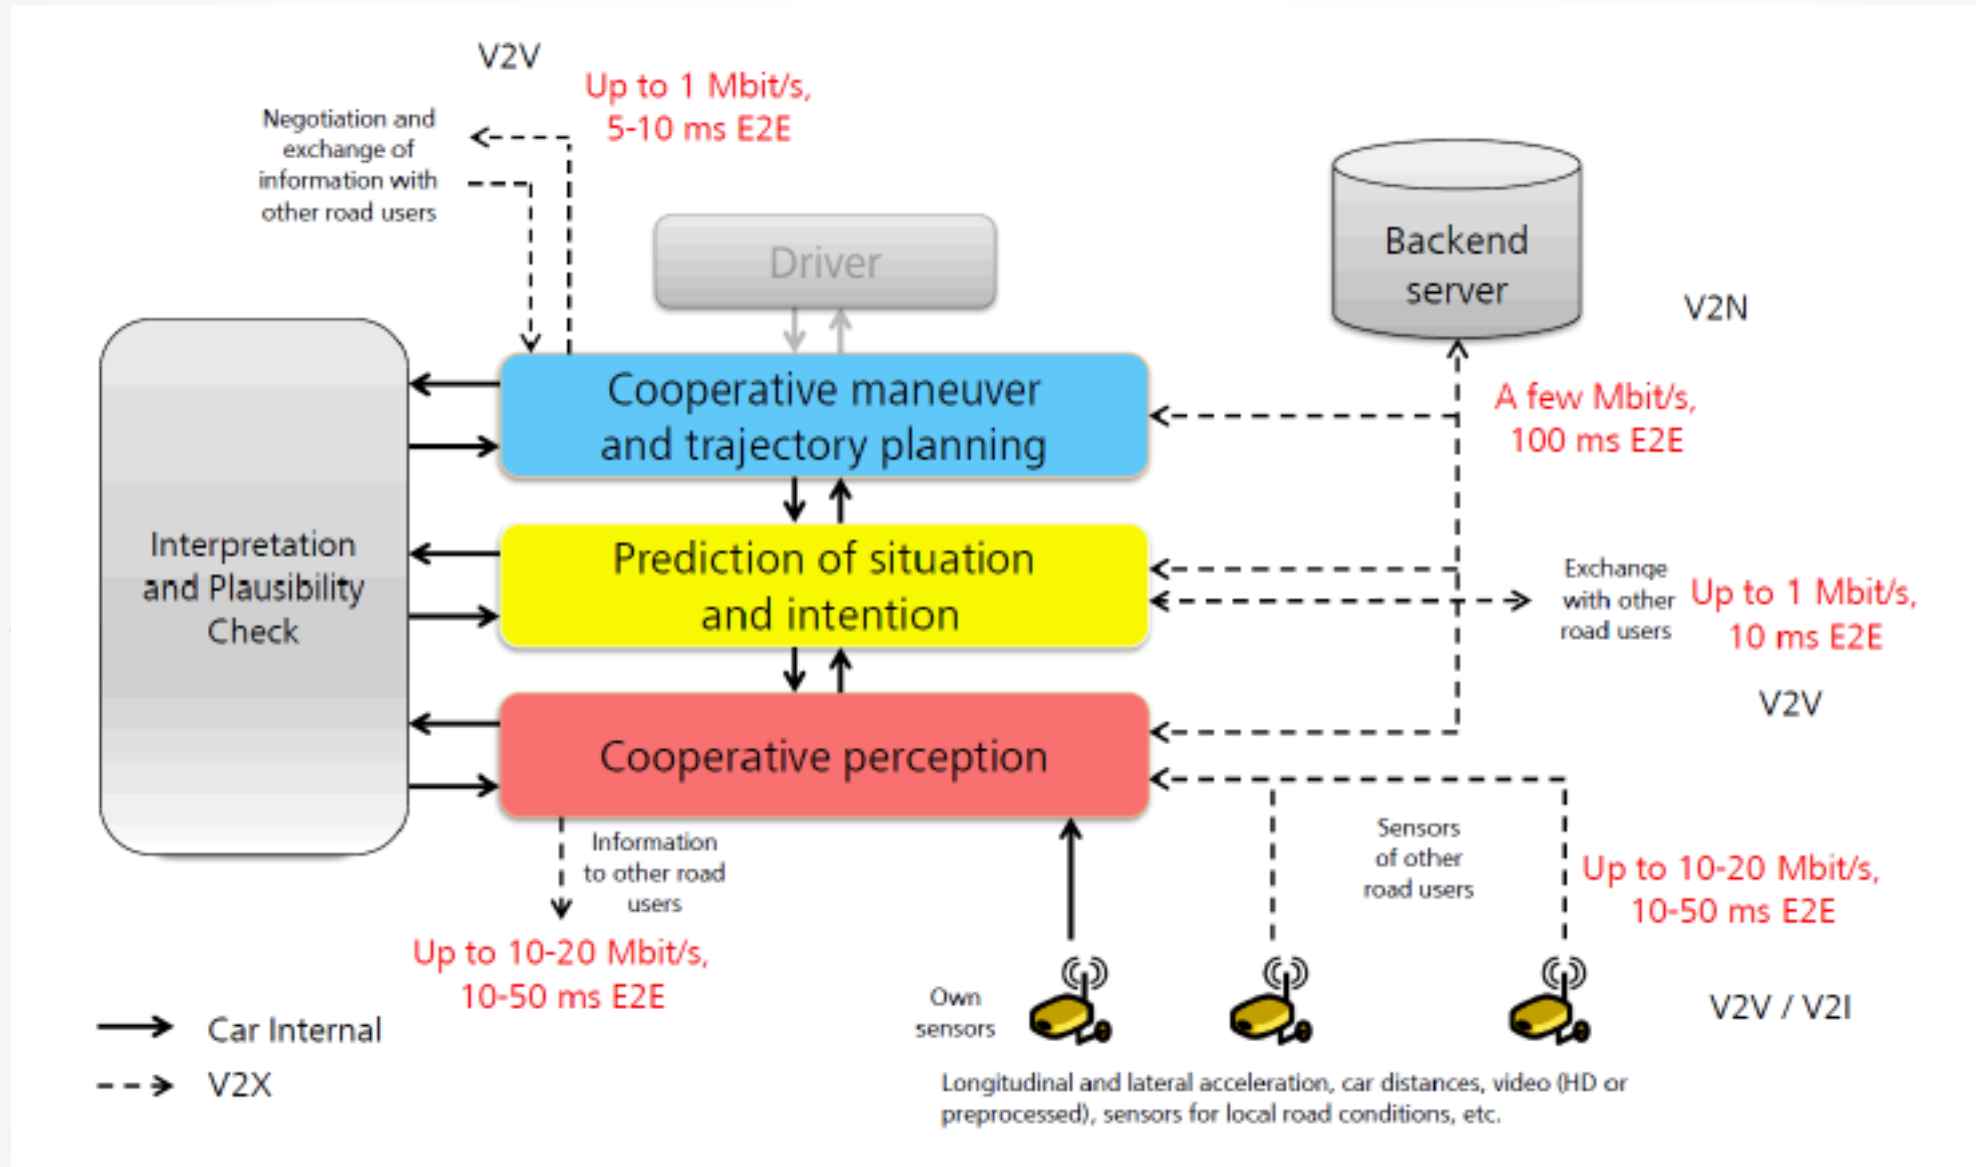 V2V
Up to 1 Mbit/s,
5-10 ms E2E
Negotiation and
exchange of
information with
other road users
Driver
Backend
server
V2N
Cooperative maneuver
and trajectory planning
A few Mbit/s,
100 ms E2E
Interpretation
and Plausibility
Check
Prediction of situation
and intention
Exchange
with other
road users
Up to 1 Mbit/s,
10 ms E2E
V2V
Cooperative perception
Information
to other road
users
Up to 10-20 Mbit/s,
10-50 ms E2E
Sensors
of other
road users
Up to 10-20 Mbit/s,
10-50 ms E2E
Own
sensors
V2V / V2I
Car Internal
V2X
Longitudinal and lateral acceleration, car distances, video (HD or
preprocessed), sensors for local road conditions, etc.